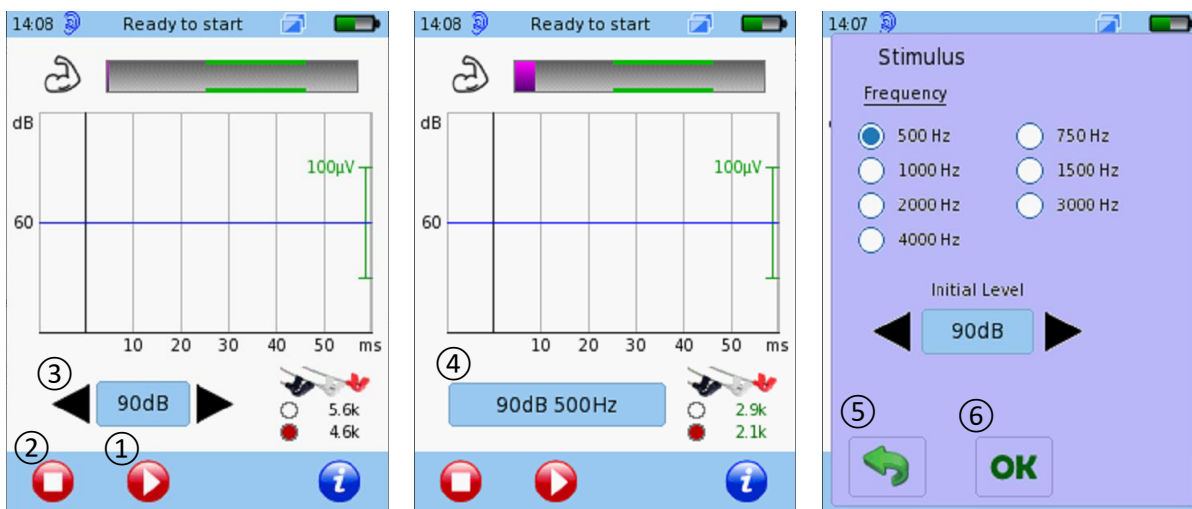 14:08 Ready to start
dB
100µV
60
10 20 30 40 50 ms
③
90dB
5.6k
4.6k
② ①
i
14:08 Ready to start
dB
100µV
60
10 20 30 40 50 ms
④
90dB 500Hz
2.9k
2.1k
i
14:07
Stimulus
Frequency
500 Hz 750 Hz
1000 Hz 1500 Hz
2000 Hz 3000 Hz
4000 Hz
Initial Level
90dB
⑤ ⑥
OK